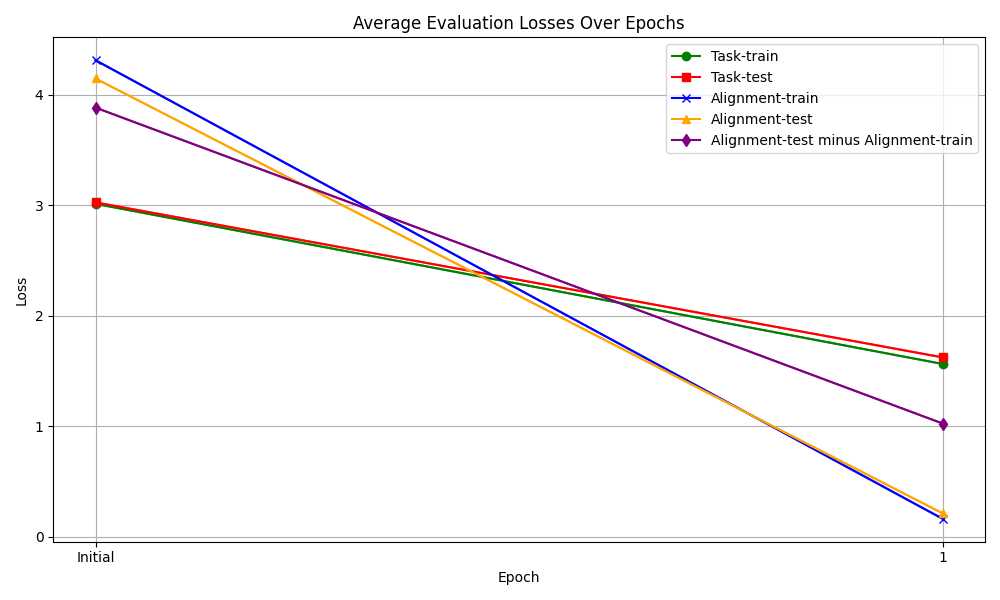 Average Evaluation Losses Over Epochs
Task-train
Task-test
Alignment-train
Alignment-test
Alignment-test minus Alignment-train
Loss
4
3
2
1
0
Initial
1
Epoch